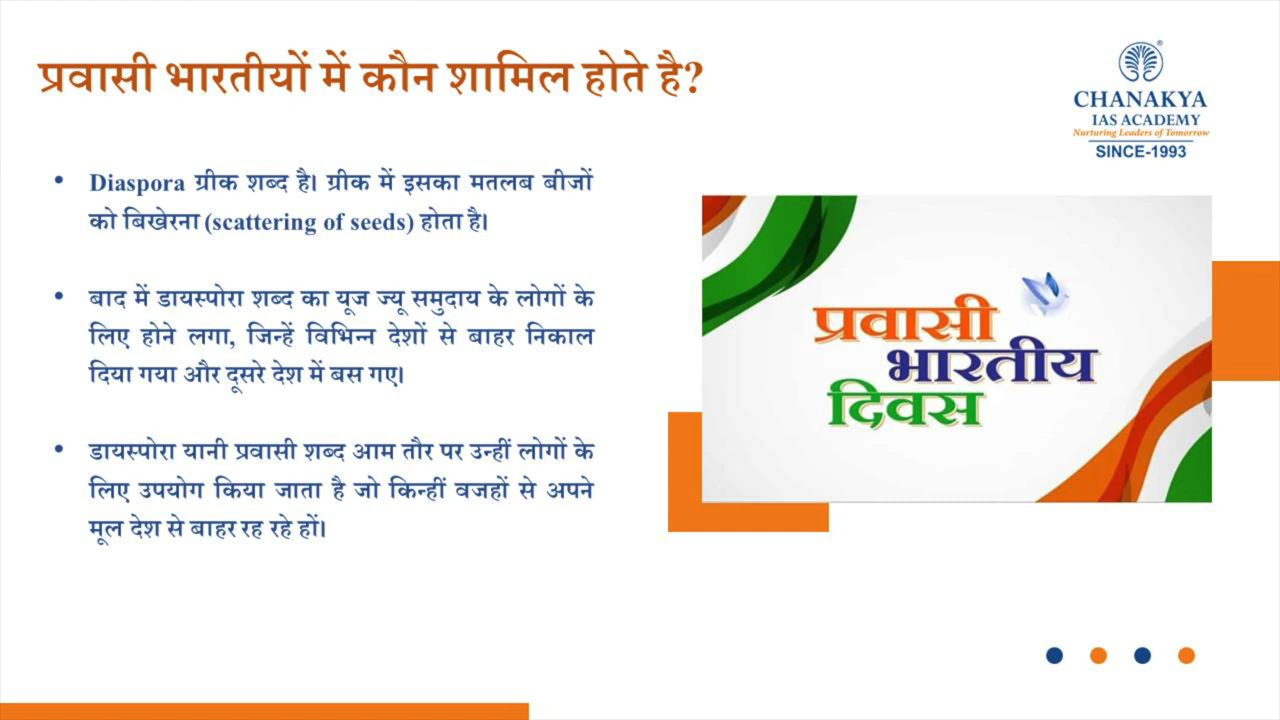 प्रवासी भारतीयों में कौन शामिल होते है?
CHANAKYA
IAS ACADEMY
Nurturing Leaders of Tomorrow
SINCE-1993
• Diaspora ग्रीक शब्द है। ग्रीक में इसका मतलब बीजों
को बिखेरना (scattering of seeds) होता है।
• बाद में डायस्पोरा शब्द का यूज ज्यू समुदाय के लोगों के
लिए होने लगा, जिन्हें विभिन्न देशों से बाहर निकाल
दिया गया और दूसरे देश में बस गए।
• डायस्पोरा यानी प्रवासी शब्द आम तौर पर उन्हीं लोगों के
लिए उपयोग किया जाता है जो किन्हीं वजहों से अपने
मूल देश से बाहर रह रहे हों।
प्रवासी
भारतीय
दिवस